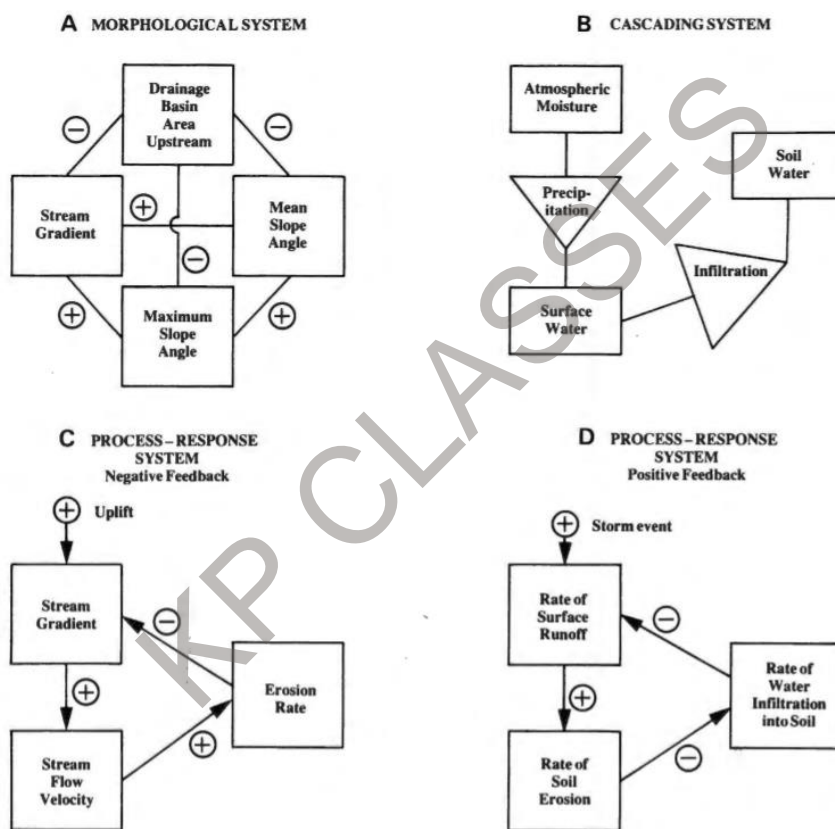 A MORPHOLOGICAL SYSTEM
Drainage
Basin
Area
Upstream
−
−
Stream
Gradient
+
Mean
Slope
Angle
−
+
+
Maximum
Slope
Angle
B CASCADING SYSTEM
Atmospheric
Moisture
Precip-
itation
Surface
Water
Infiltration
Soil
Water
C PROCESS – RESPONSE
SYSTEM
Negative Feedback
+ Uplift
Stream
Gradient
−
+
Erosion
Rate
+
Stream
Flow
Velocity
D PROCESS – RESPONSE
SYSTEM
Positive Feedback
+ Storm event
Rate of
Surface
Runoff
−
+
Rate of
Water
Infiltration
into Soil
−
Rate of
Soil
Erosion
KP CLASSES